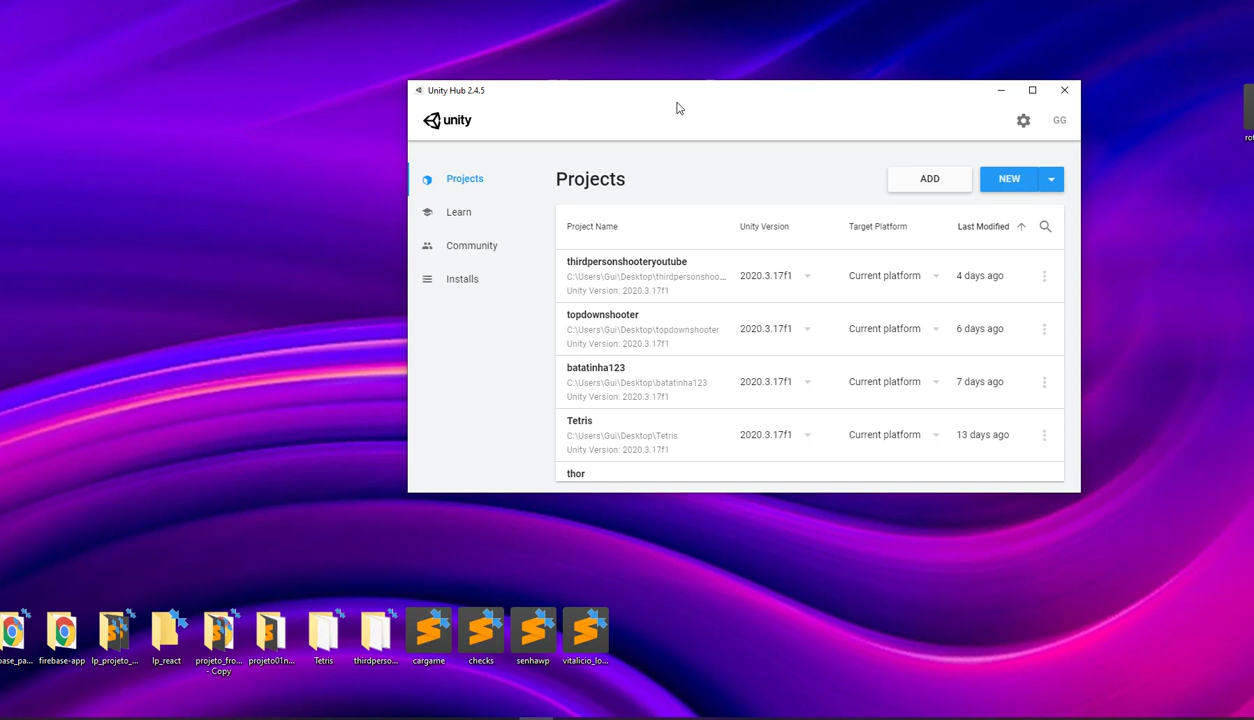 Unity Hub 2.4.5
unity
GG
Projects
Learn
Community
Installs
Projects
ADD
NEW
Project Name
Unity Version
Target Platform
Last Modified
thirdpersonshooteryoutube
C:\Users\Gui\Desktop\thirdpersonshoo...
Unity Version: 2020.3.17f1
2020.3.17f1
Current platform
4 days ago
topdownshooter
C:\Users\Gui\Desktop\topdownshooter
Unity Version: 2020.3.17f1
2020.3.17f1
Current platform
6 days ago
batatinha123
C:\Users\Gui\Desktop\batatinha123
Unity Version: 2020.3.17f1
2020.3.17f1
Current platform
7 days ago
Tetris
C:\Users\Gui\Desktop\Tetris
Unity Version: 2020.3.17f1
2020.3.17f1
Current platform
13 days ago
thor
rot
base_pa...
firebase-app
lp_projeto_...
lp_react
projeto_fro...
- Copy
projeto01n...
Tetris
thirdperso...
cargame
checks
senhawp
vitalicio_lo...